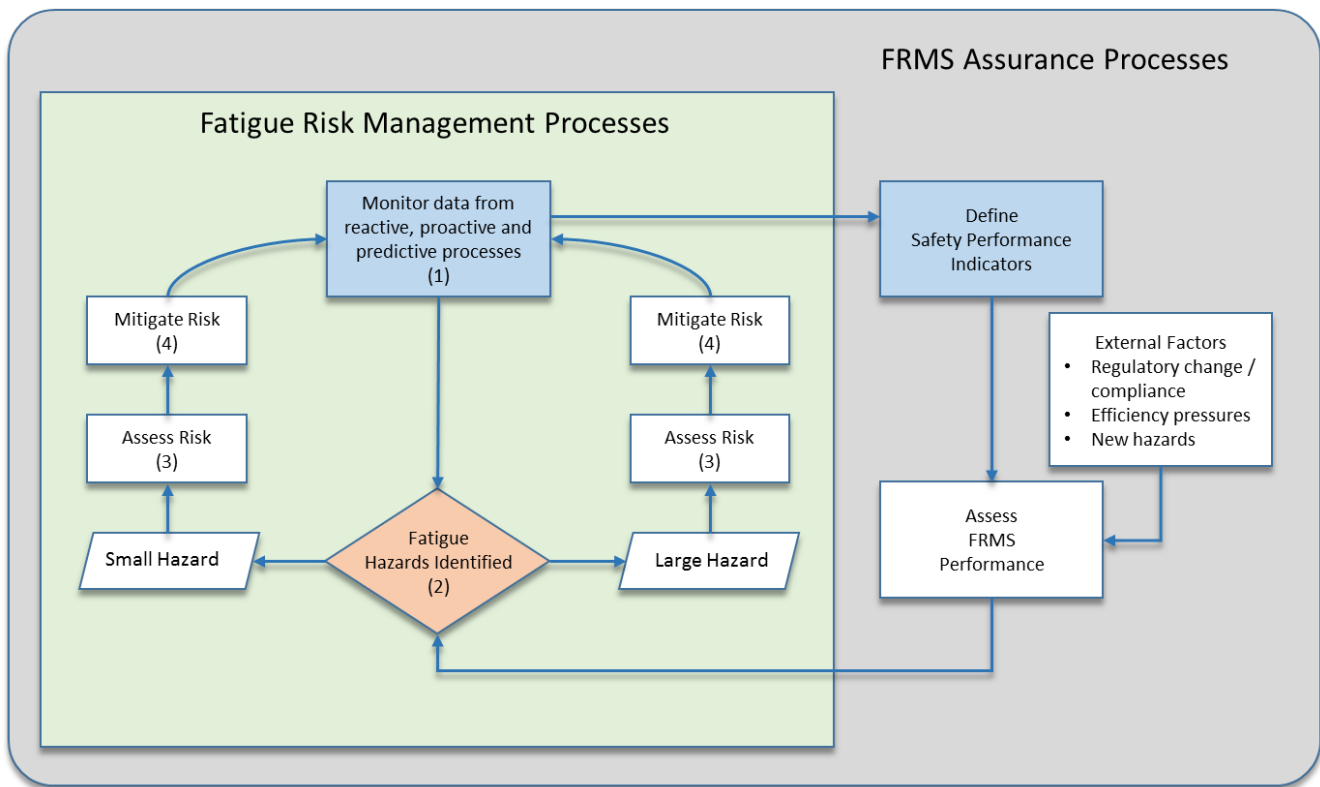 FRMS Assurance Processes
Fatigue Risk Management Processes
Monitor data from
reactive, proactive and
predictive processes
(1)
Define
Safety Performance
Indicators
Mitigate Risk
(4)
Mitigate Risk
(4)
External Factors
• Regulatory change /
compliance
• Efficiency pressures
• New hazards
Assess Risk
(3)
Assess Risk
(3)
Small Hazard
Fatigue
Hazards Identified
(2)
Large Hazard
Assess
FRMS
Performance